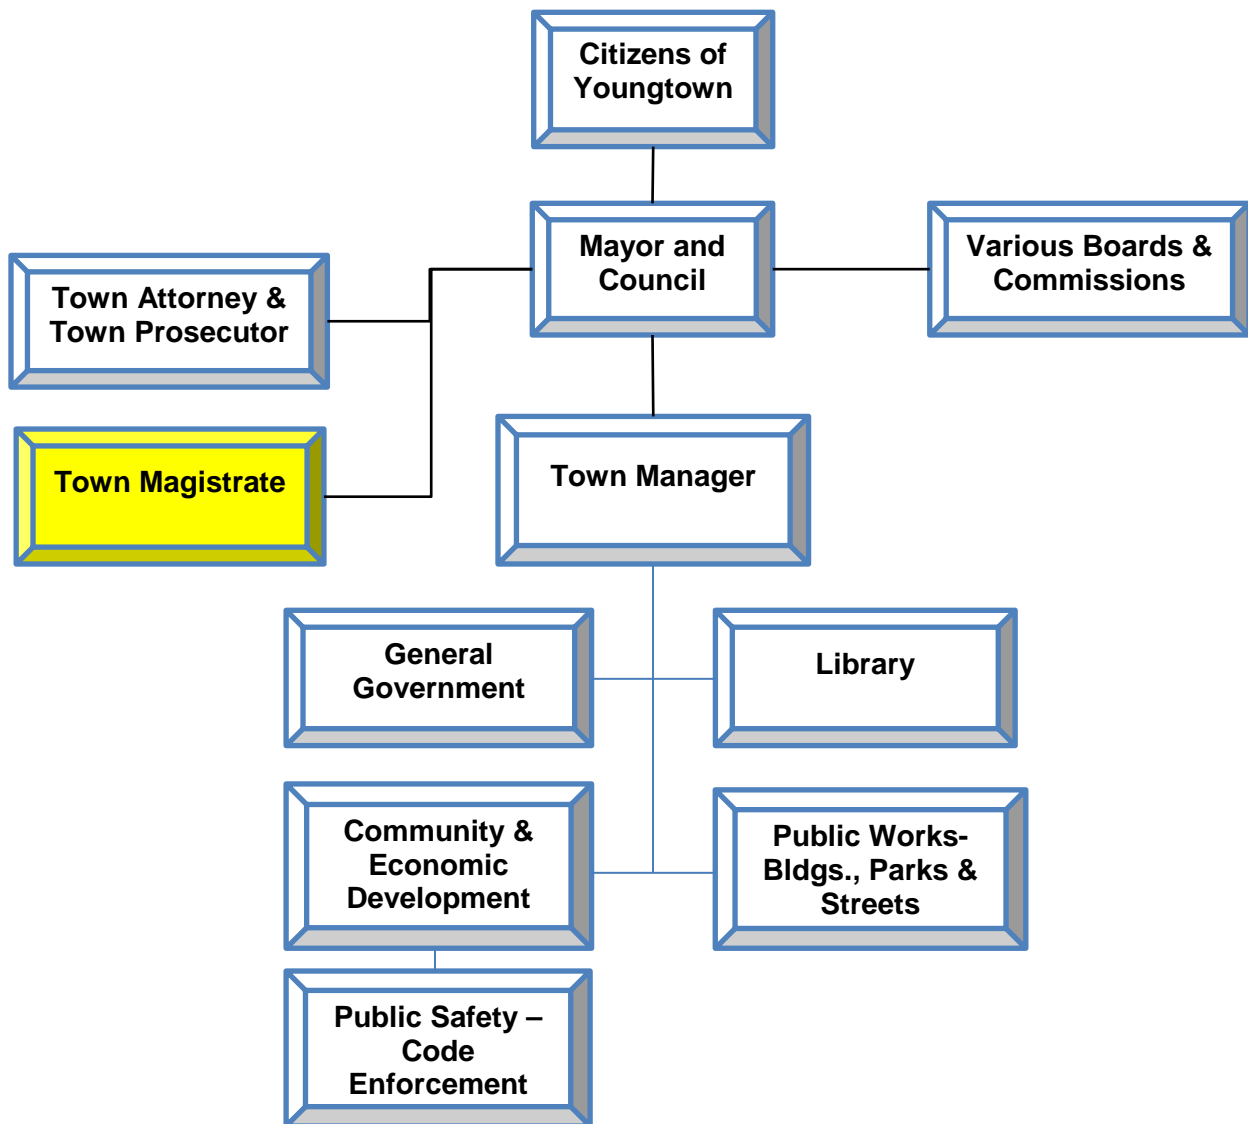 Citizens of
Youngtown
Mayor and
Council
Various Boards &
Commissions
Town Attorney &
Town Prosecutor
Town Magistrate
Town Manager
General
Government
Library
Community &
Economic
Development
Public Works-
Bldgs., Parks &
Streets
Public Safety –
Code
Enforcement